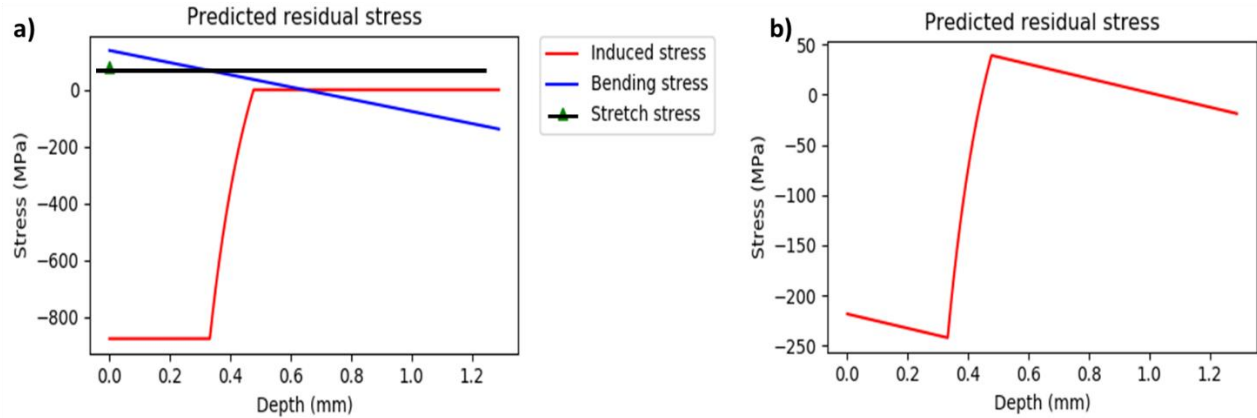 a)
Predicted residual stress
0
−200
−400
−600
−800
Stress (MPa)
0.0 0.2 0.4 0.6 0.8 1.0 1.2
Depth (mm)
Induced stress
Bending stress
Stretch stress
b)
Predicted residual stress
50
0
−50
−100
−150
−200
−250
Stress (MPa)
0.0 0.2 0.4 0.6 0.8 1.0 1.2
Depth (mm)